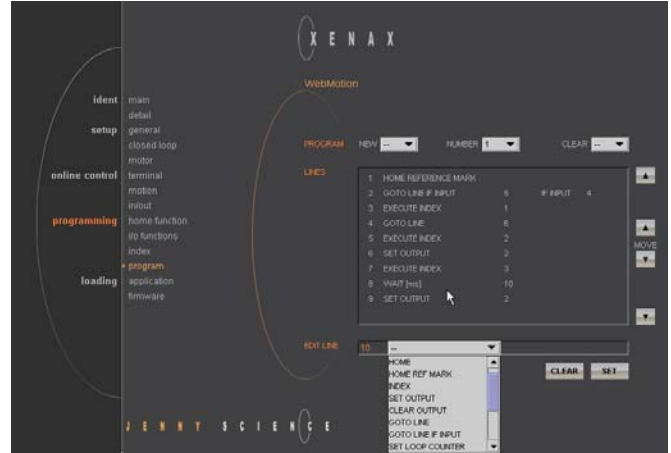 XENAX
WebMotion
ident main
detail
setup general
closed loop
motor
online control terminal
motion
in/out
programming home function
i/o functions
index
program
loading application
firmware
PROGRAM NEW -- NUMBER 1 CLEAR --
LINES
1 HOME REFERENCE MARK
2 GOTO LINE IF INPUT 6 IF INPUT 4
3 EXECUTE INDEX 1
4 GOTO LINE 6
5 EXECUTE INDEX 2
6 SET OUTPUT 2
7 EXECUTE INDEX 3
8 WAIT [ms] 10
9 SET OUTPUT 2
MOVE
EDIT LINE 10 --
HOME
HOME REF MARK
INDEX
SET OUTPUT
CLEAR OUTPUT
GOTO LINE
GOTO LINE IF INPUT
SET LOOP COUNTER
CLEAR SET
JENNY SCIENCE